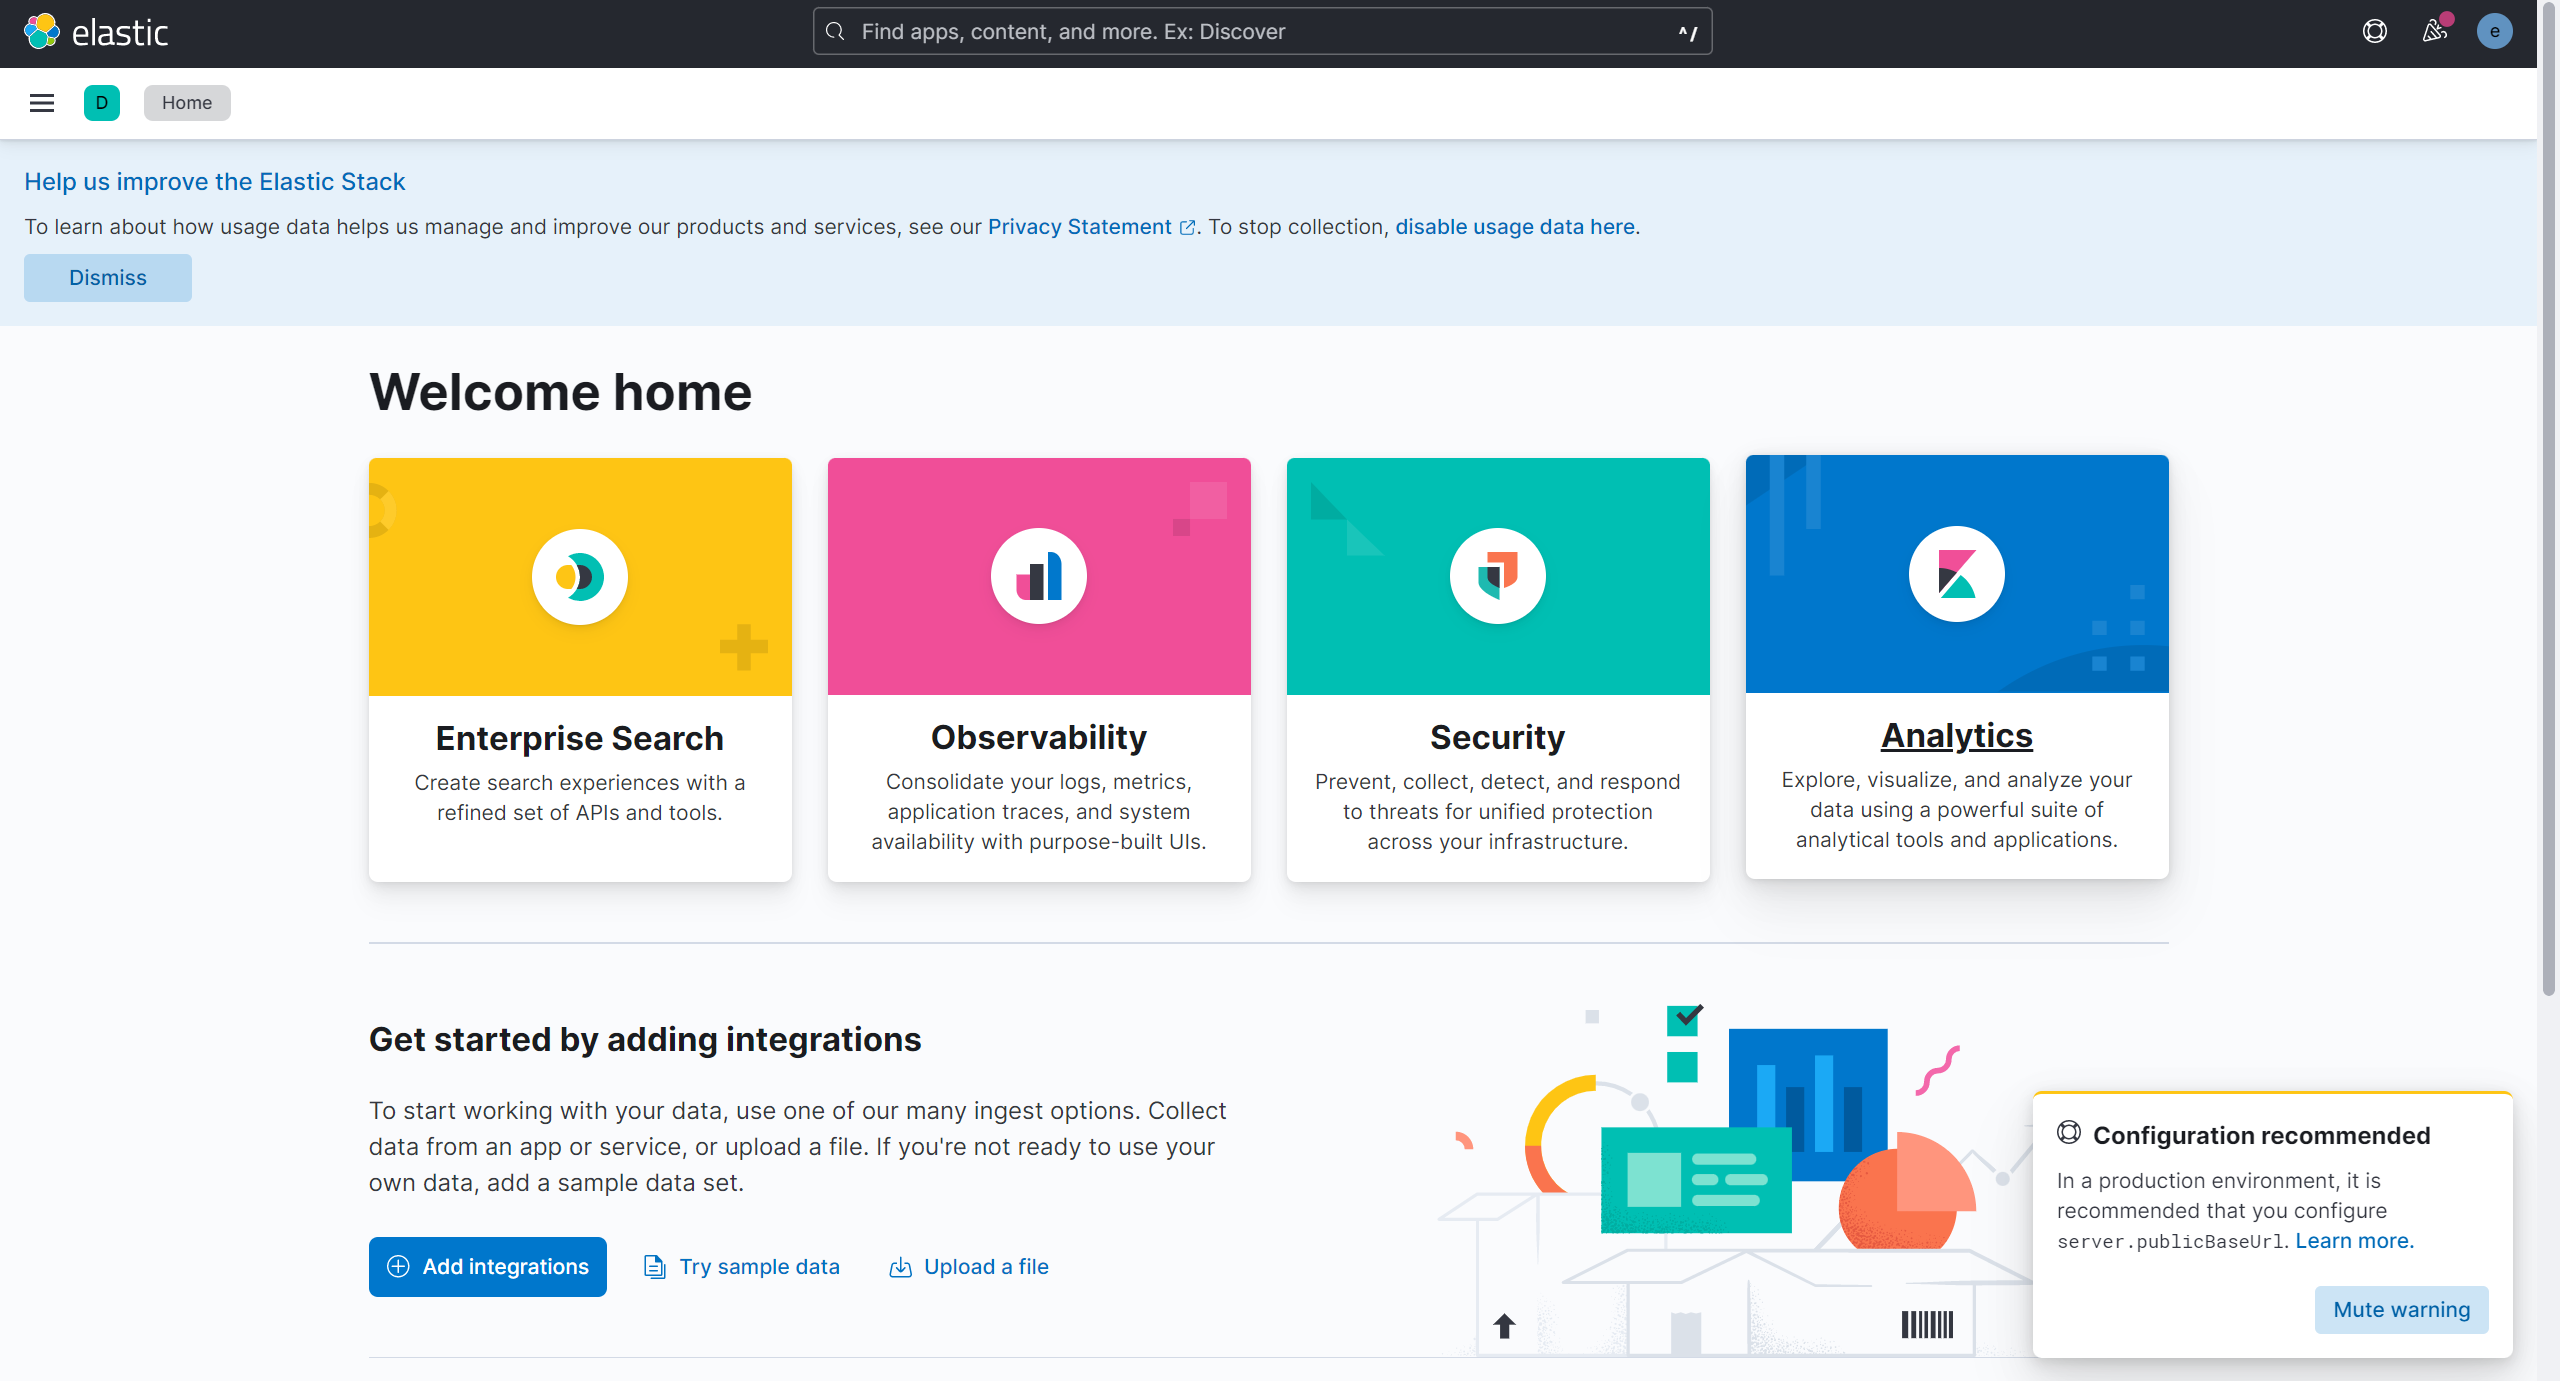 elastic
Find apps, content, and more. Ex: Discover
^/
e
D
Home
Help us improve the Elastic Stack
To learn about how usage data helps us manage and improve our products and services, see our Privacy Statement. To stop collection, disable usage data here.
Dismiss
Welcome home
Enterprise Search
Create search experiences with a
refined set of APIs and tools.
Observability
Consolidate your logs, metrics,
application traces, and system
availability with purpose-built UIs.
Security
Prevent, collect, detect, and respond
to threats for unified protection
across your infrastructure.
Analytics
Explore, visualize, and analyze your
data using a powerful suite of
analytical tools and applications.
Get started by adding integrations
To start working with your data, use one of our many ingest options. Collect
data from an app or service, or upload a file. If you're not ready to use your
own data, add a sample data set.
Add integrations
Try sample data
Upload a file
Configuration recommended
In a production environment, it is
recommended that you configure
server.publicBaseUrl. Learn more.
Mute warning